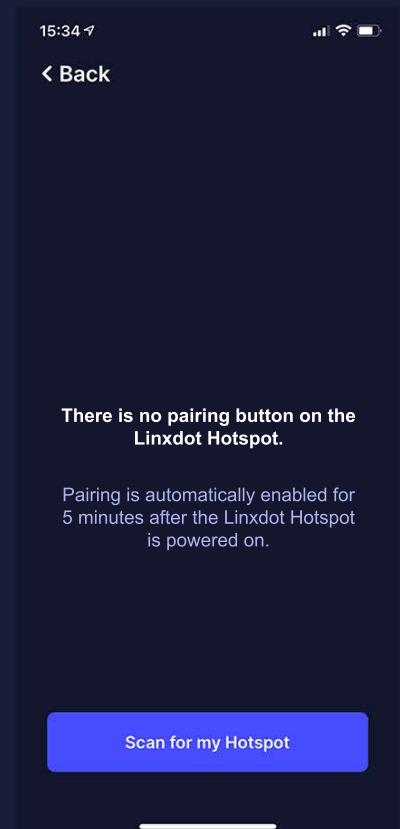 15:34
Back
There is no pairing button on the
Linxdot Hotspot.
Pairing is automatically enabled for
5 minutes after the Linxdot Hotspot
is powered on.
Scan for my Hotspot